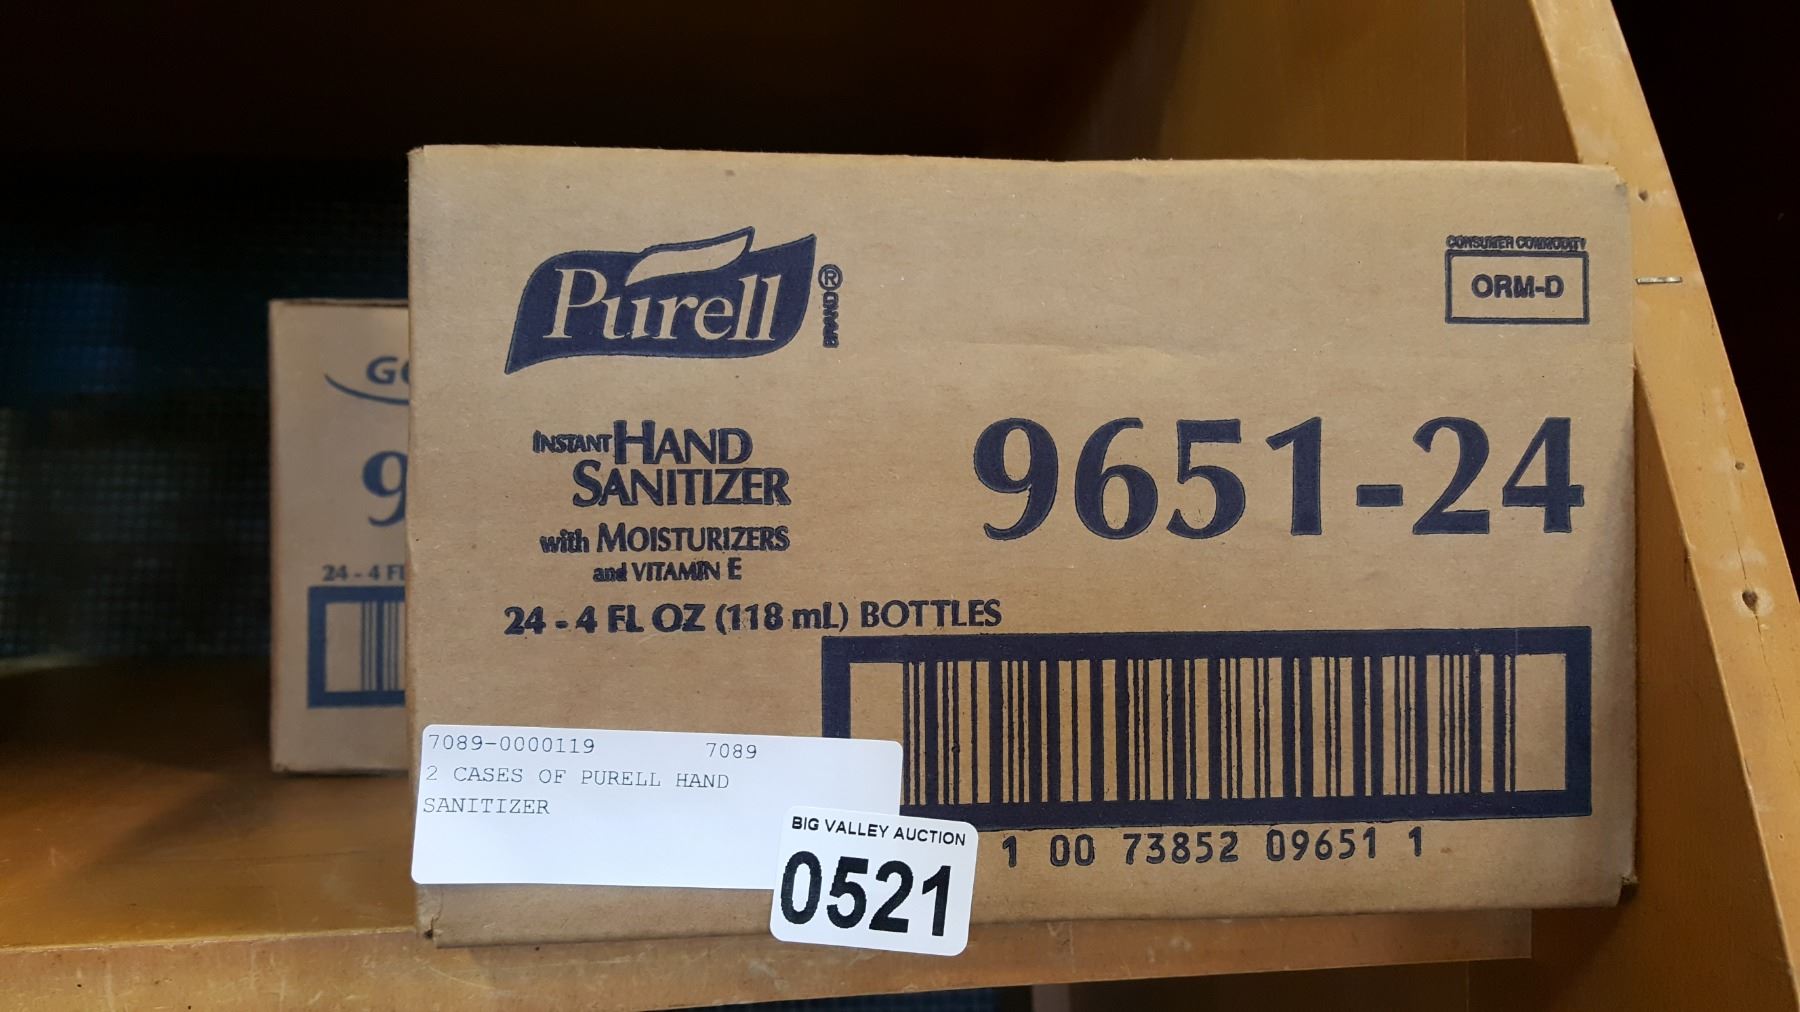 Purell
® BRAND
CONSUMER COMMODITY
ORM-D
INSTANT HAND
SANITIZER
with MOISTURIZERS
and VITAMIN E
9651-24
24 - 4 FL OZ (118 mL) BOTTLES
1 00 73852 09651 1
7089-0000119 7089
2 CASES OF PURELL HAND
SANITIZER
BIG VALLEY AUCTION
0521
9
24 - 4 FL